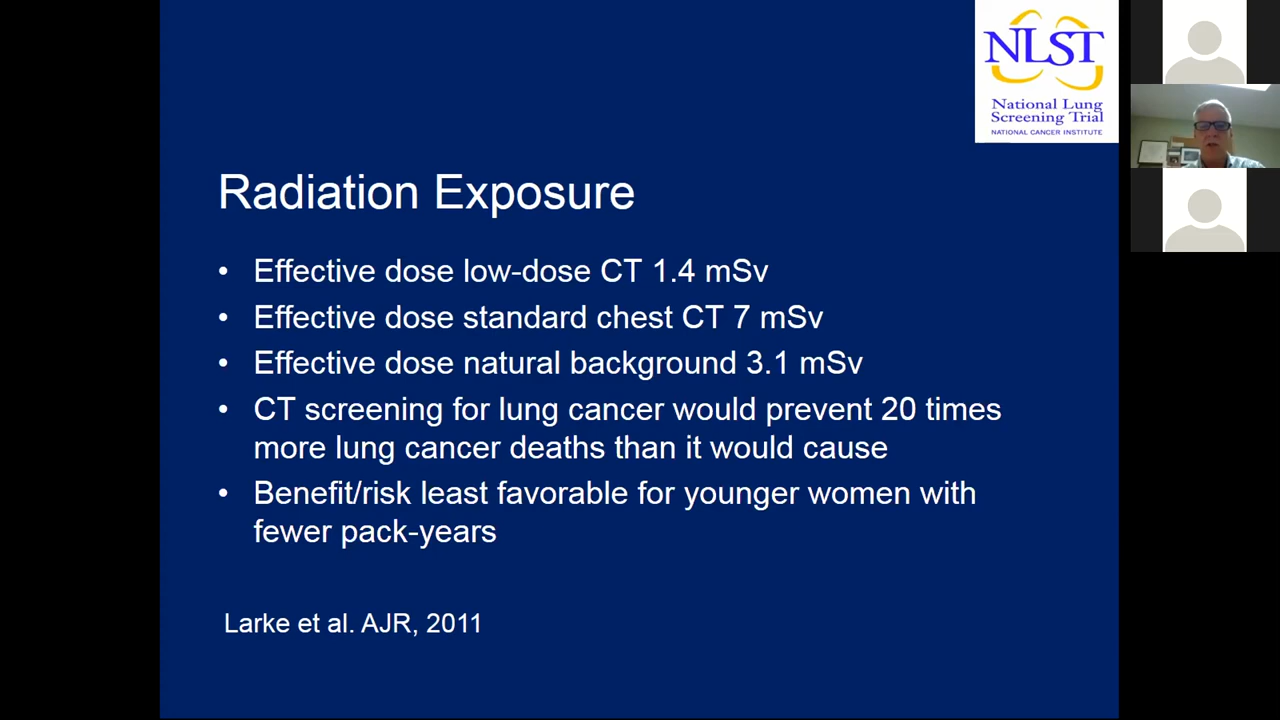 NLST
National Lung
Screening Trial
NATIONAL CANCER INSTITUTE
Radiation Exposure
• Effective dose low-dose CT 1.4 mSv
• Effective dose standard chest CT 7 mSv
• Effective dose natural background 3.1 mSv
• CT screening for lung cancer would prevent 20 times
more lung cancer deaths than it would cause
• Benefit/risk least favorable for younger women with
fewer pack-years
Larke et al. AJR, 2011